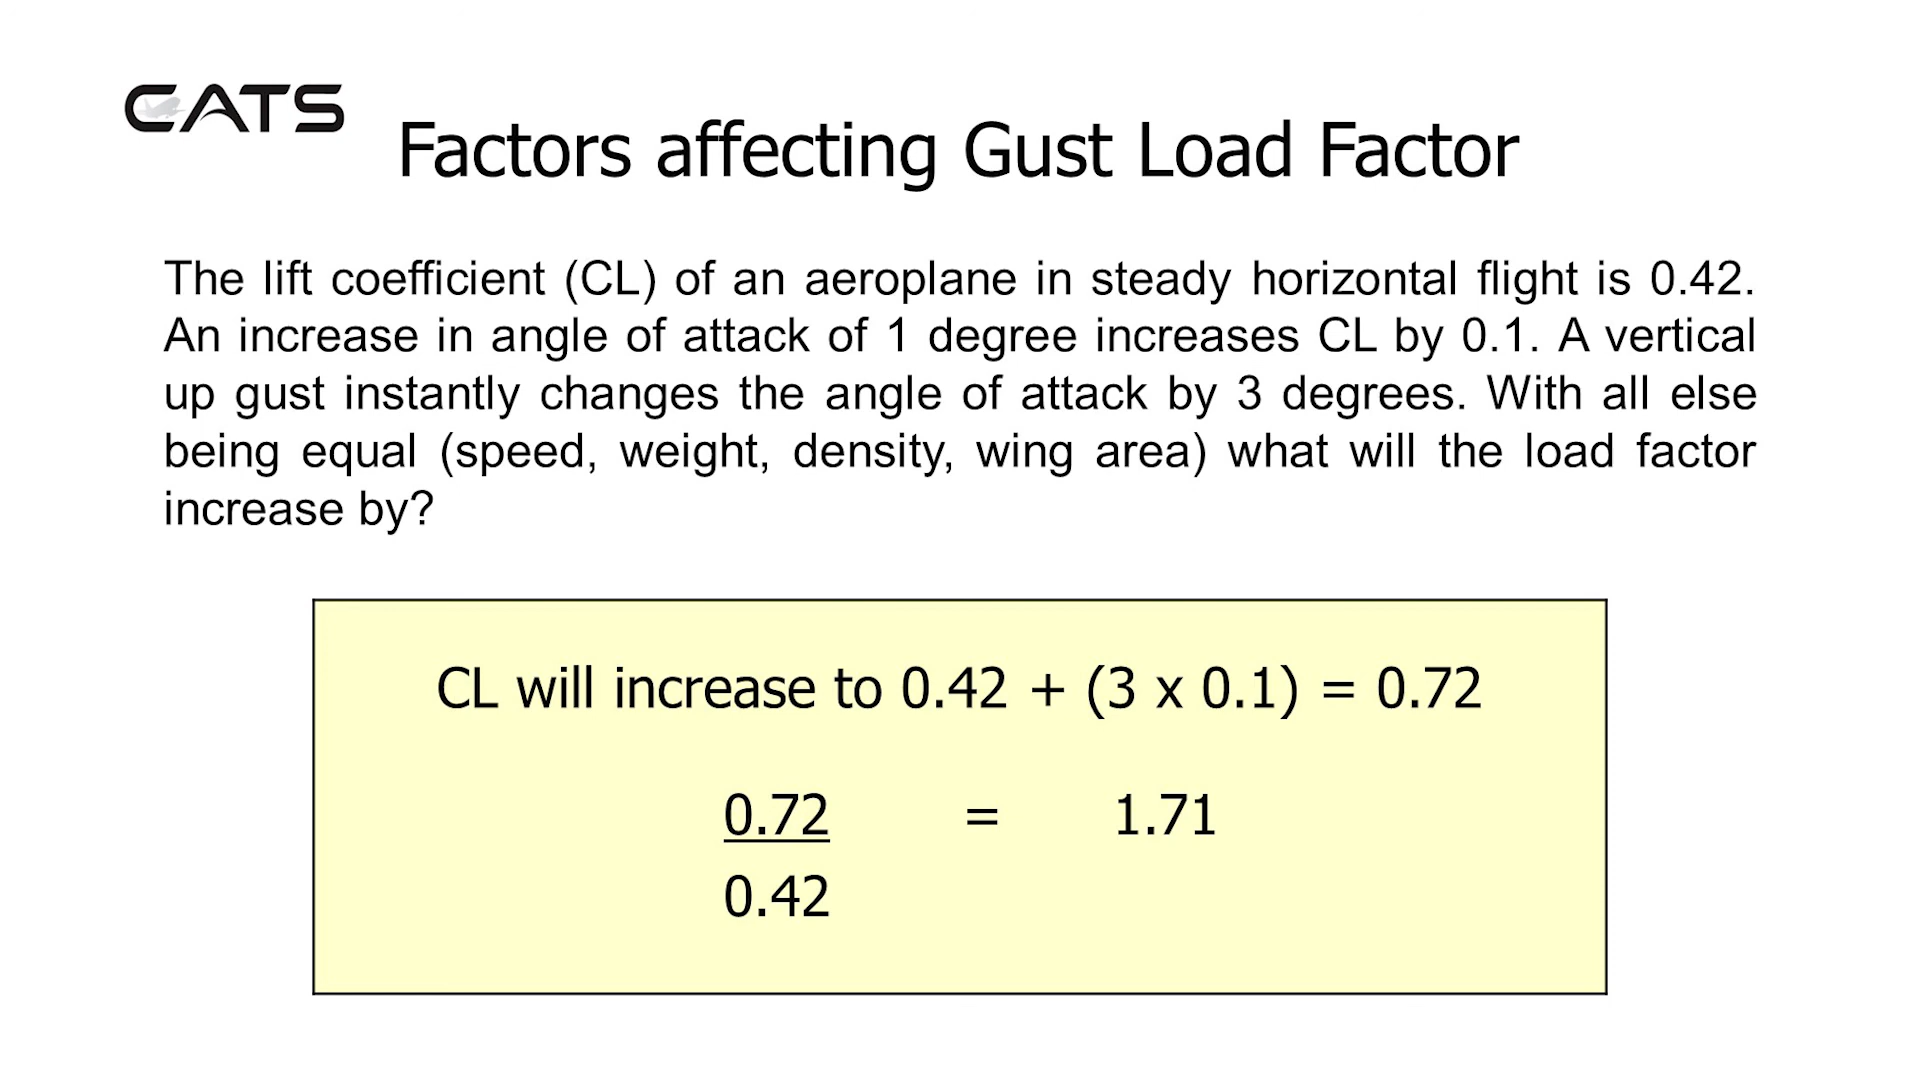 CATS
Factors affecting Gust Load Factor
The lift coefficient (CL) of an aeroplane in steady horizontal flight is 0.42.
An increase in angle of attack of 1 degree increases CL by 0.1. A vertical
up gust instantly changes the angle of attack by 3 degrees. With all else
being equal (speed, weight, density, wing area) what will the load factor
increase by?
CL will increase to 0.42 + (3 x 0.1) = 0.72
0.72 = 1.71
0.42